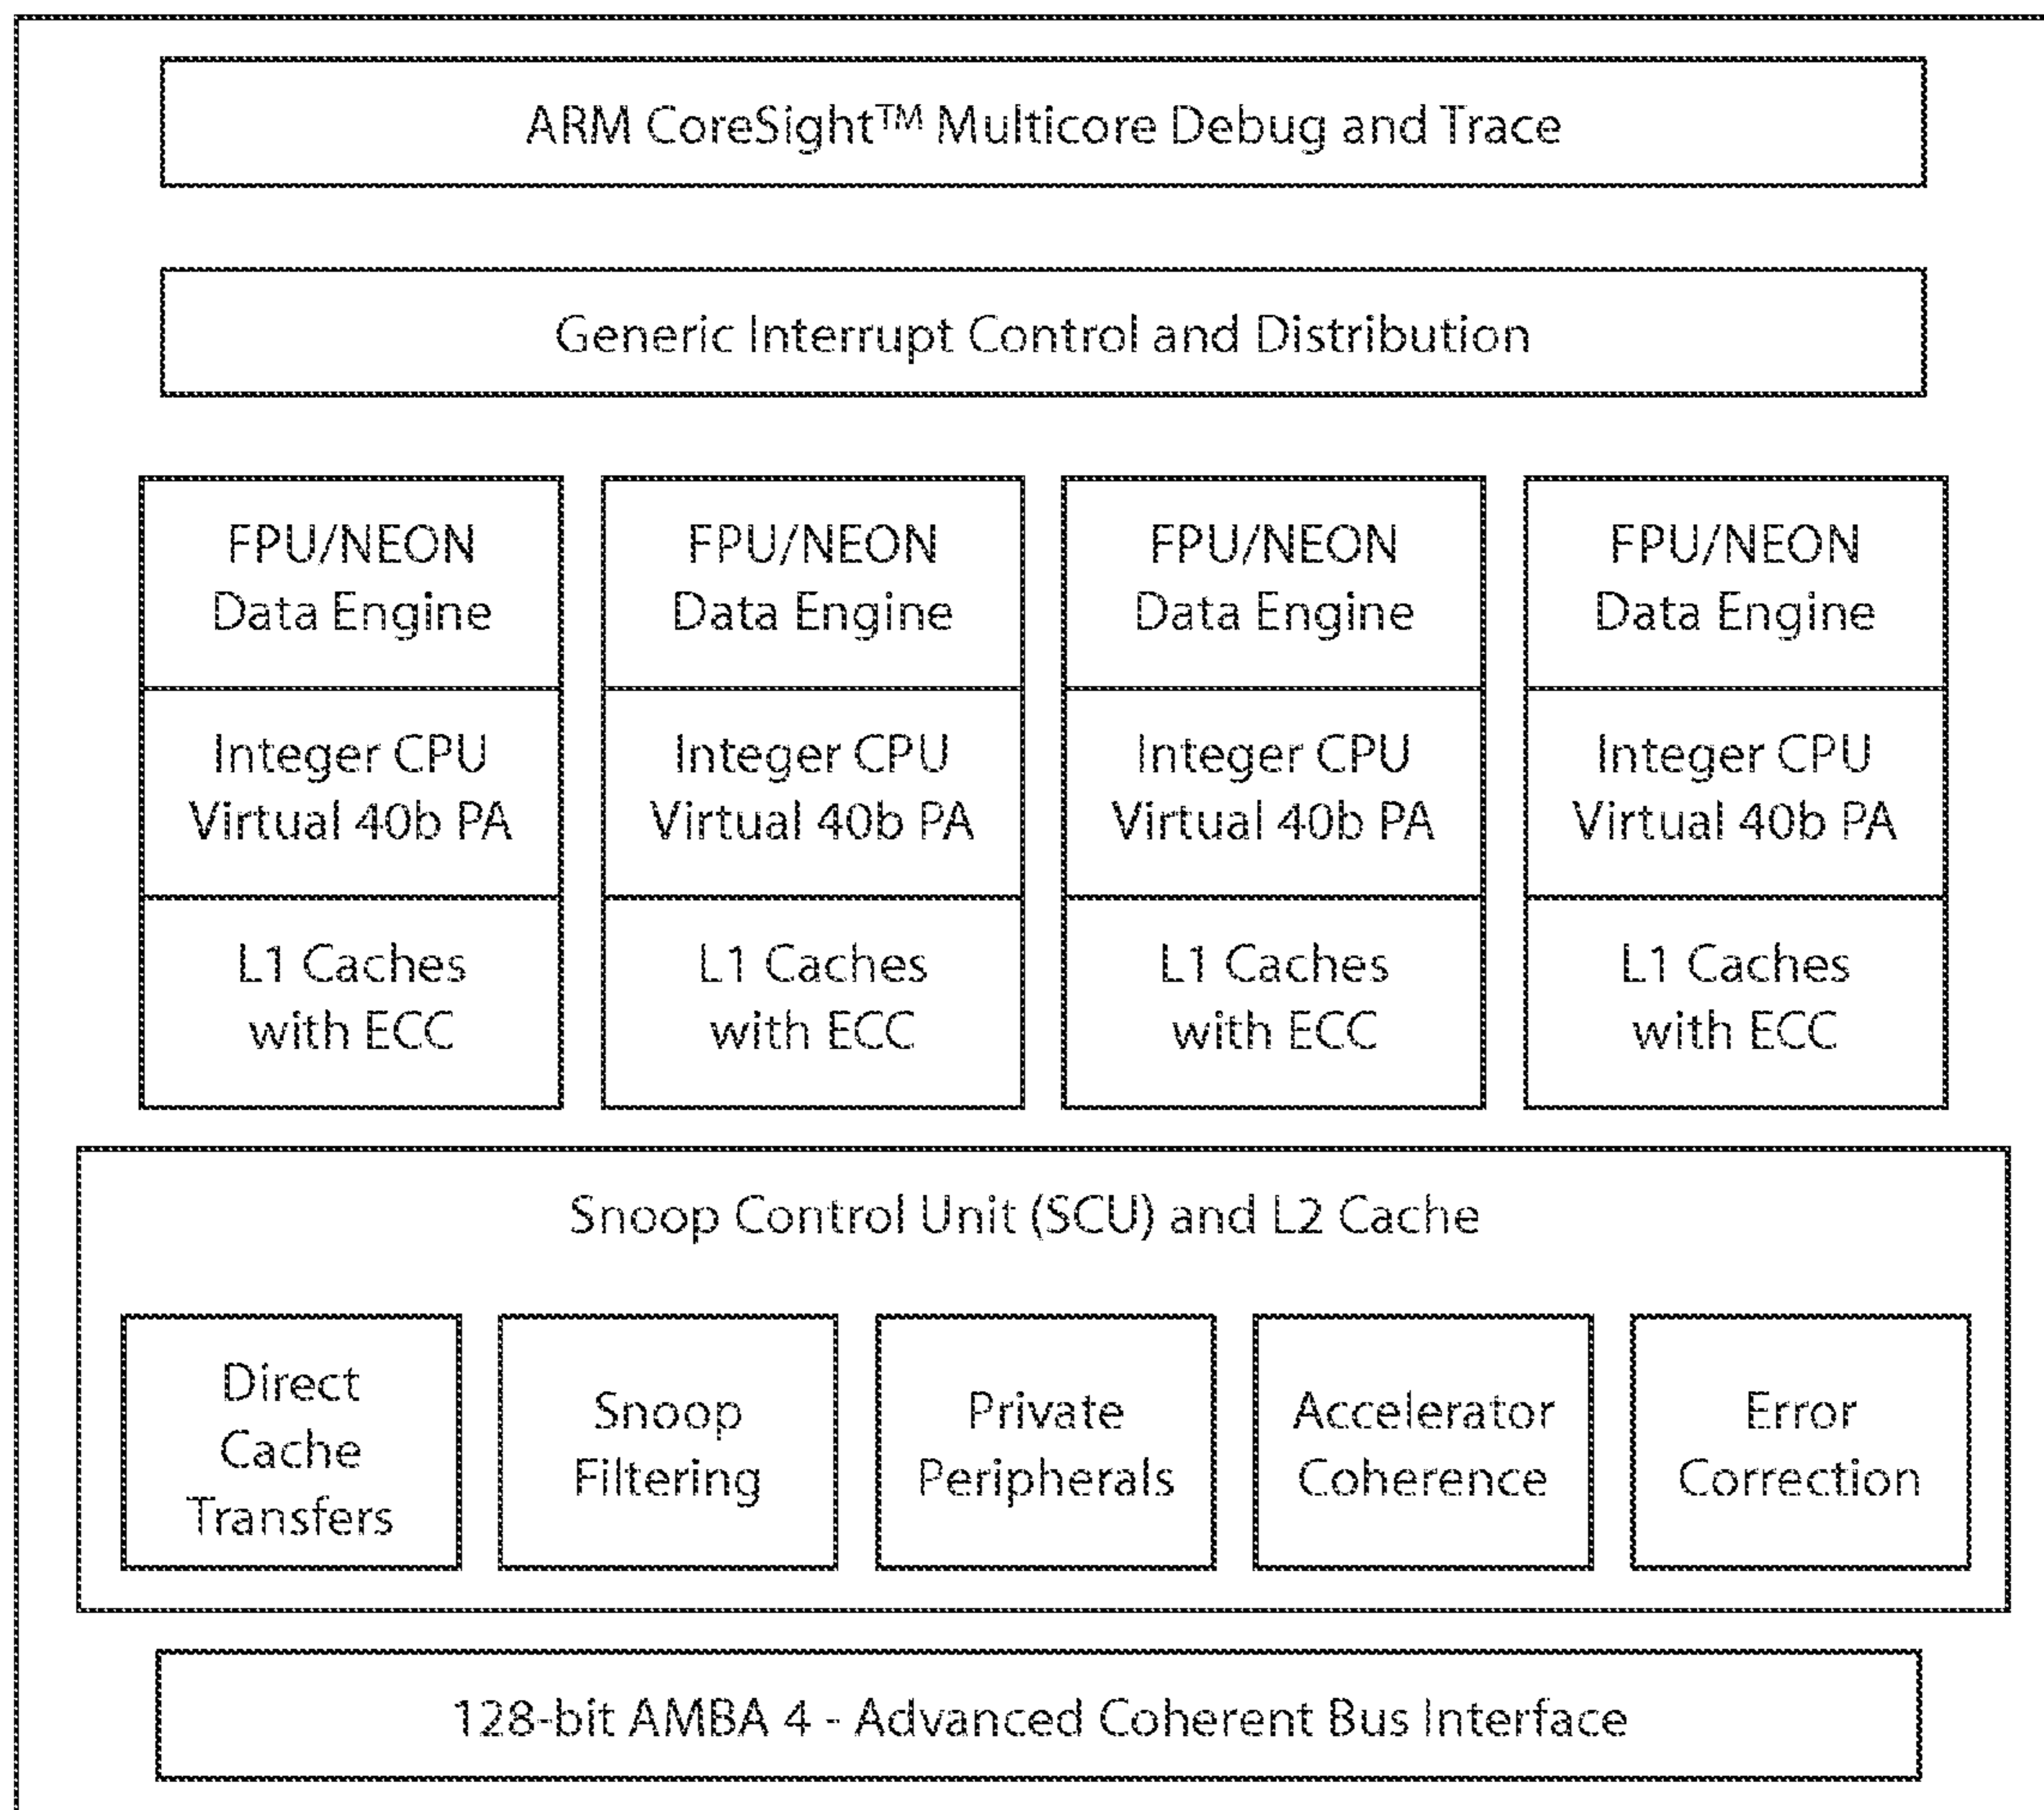 ARM CoreSight™ Multicore Debug and Trace
Generic Interrupt Control and Distribution
FPU/NEON
Data Engine
Integer CPU
Virtual 40b PA
L1 Caches
with ECC
FPU/NEON
Data Engine
Integer CPU
Virtual 40b PA
L1 Caches
with ECC
FPU/NEON
Data Engine
Integer CPU
Virtual 40b PA
L1 Caches
with ECC
FPU/NEON
Data Engine
Integer CPU
Virtual 40b PA
L1 Caches
with ECC
Snoop Control Unit (SCU) and L2 Cache
Direct
Cache
Transfers
Snoop
Filtering
Private
Peripherals
Accelerator
Coherence
Error
Correction
128-bit AMBA 4 - Advanced Coherent Bus Interface